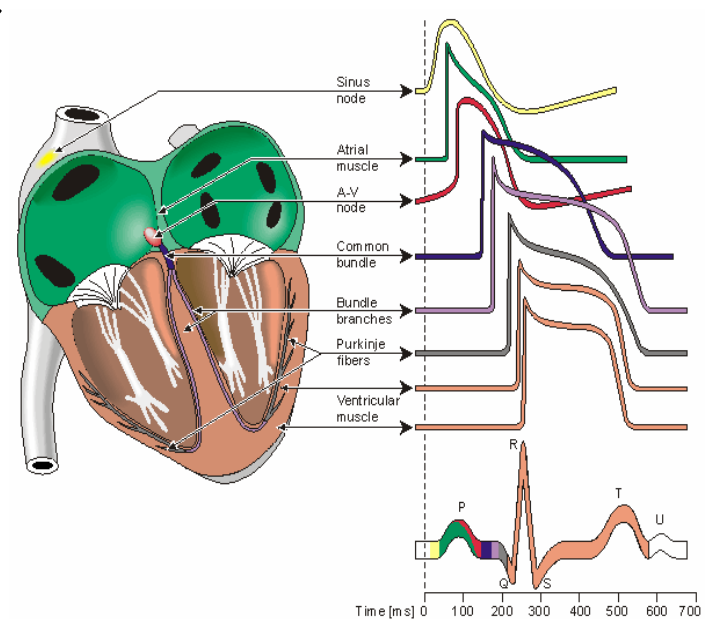 Sinus
node
Atrial
muscle
A-V
node
Common
bundle
Bundle
branches
Purkinje
fibers
Ventricular
muscle
R
P
T
U
Q
S
Time [ms] 0 100 200 300 400 500 600 700